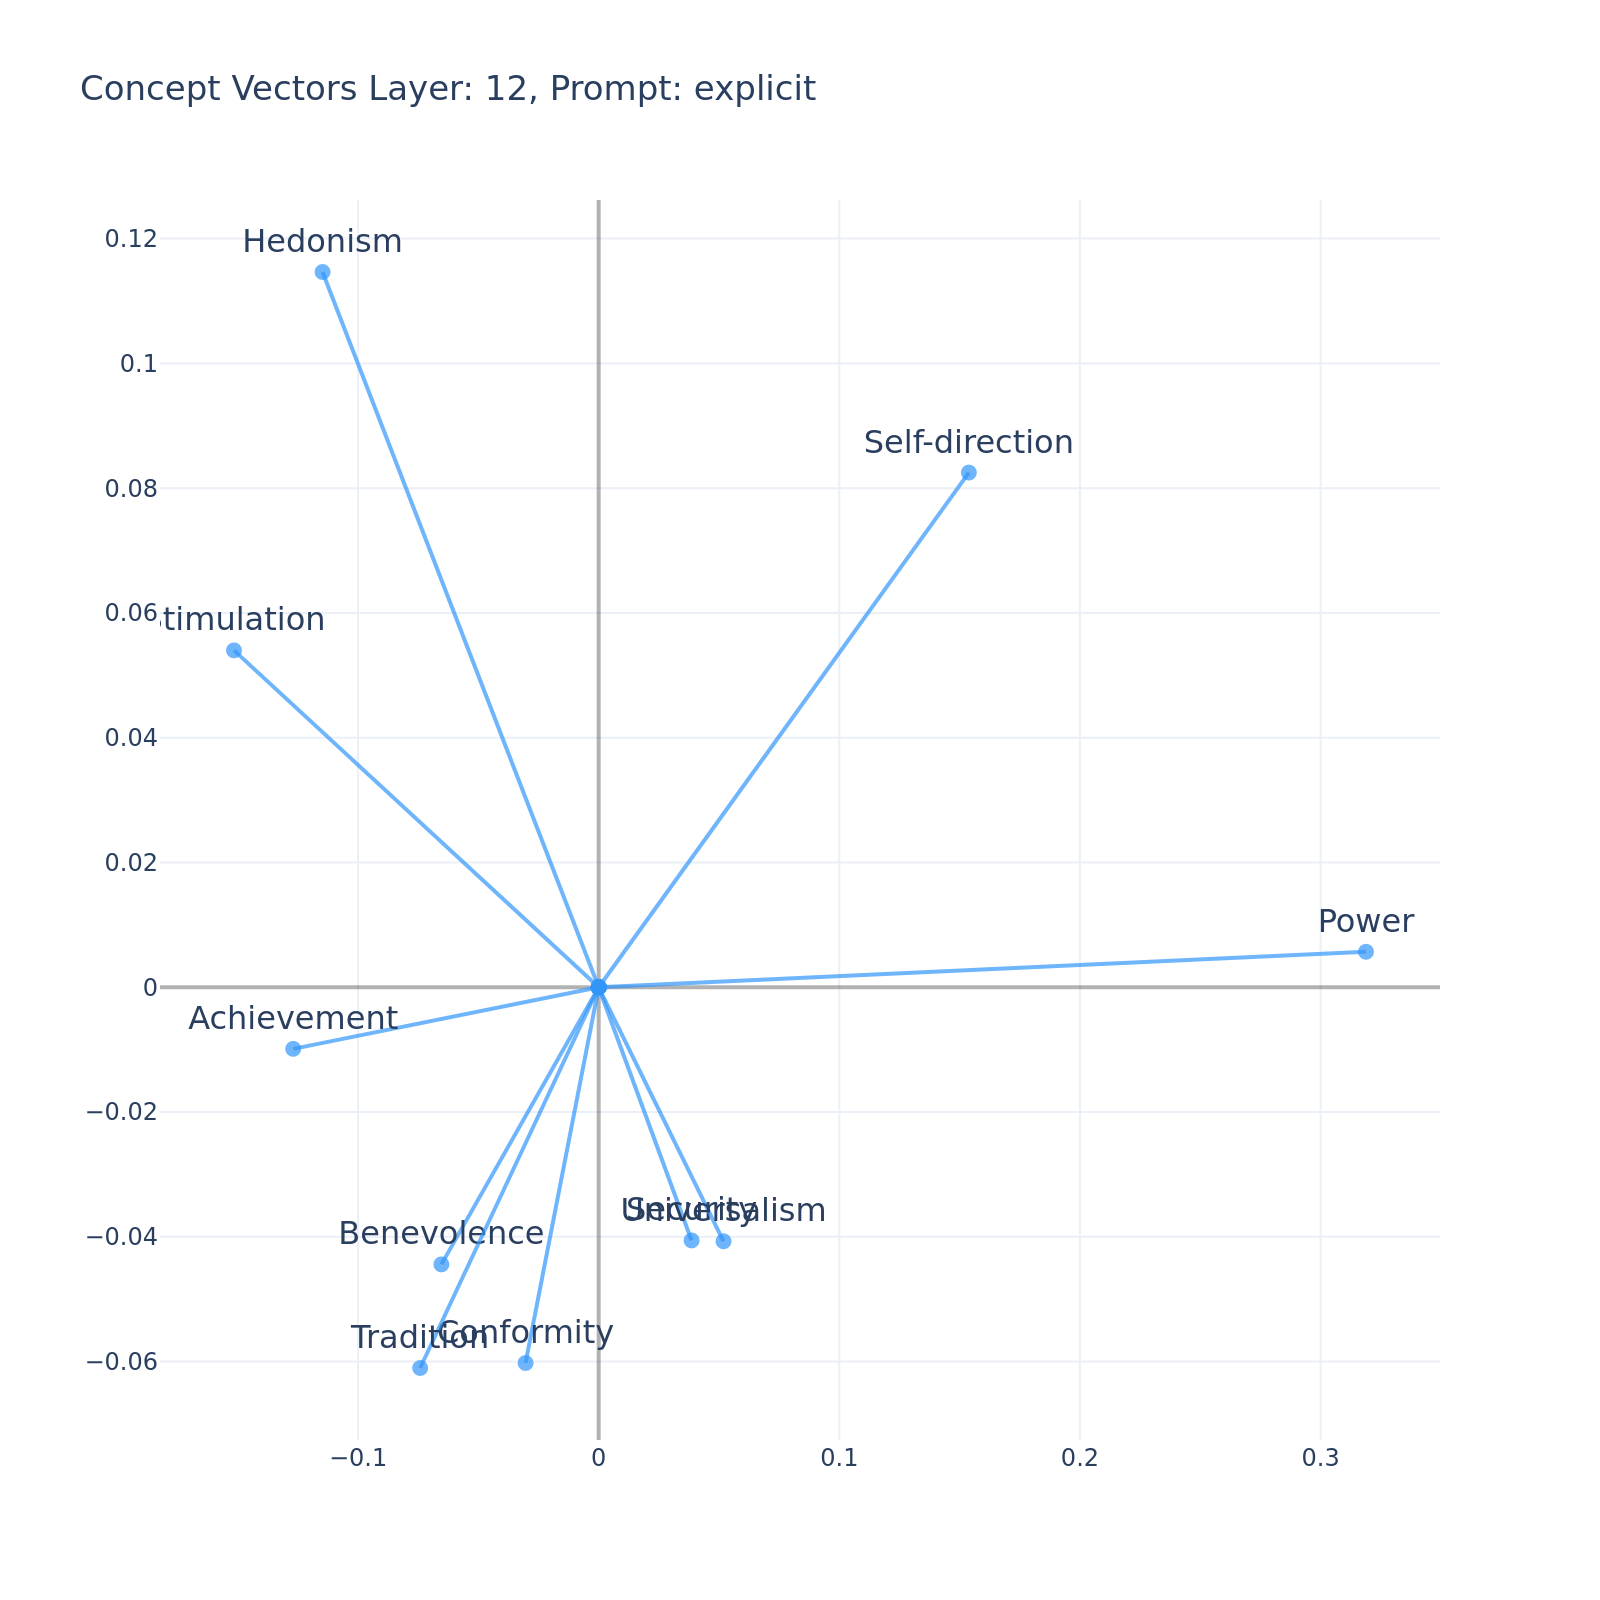 Concept Vectors Layer: 12, Prompt: explicit
0.12
Hedonism
0.1
Self-direction
0.08
0.06
timulation
0.04
0.02
Power
0
Achievement
−0.02
Universalism
Security
−0.04
Benevolence
Conformity
Tradition
−0.06
−0.1
0
0.1
0.2
0.3